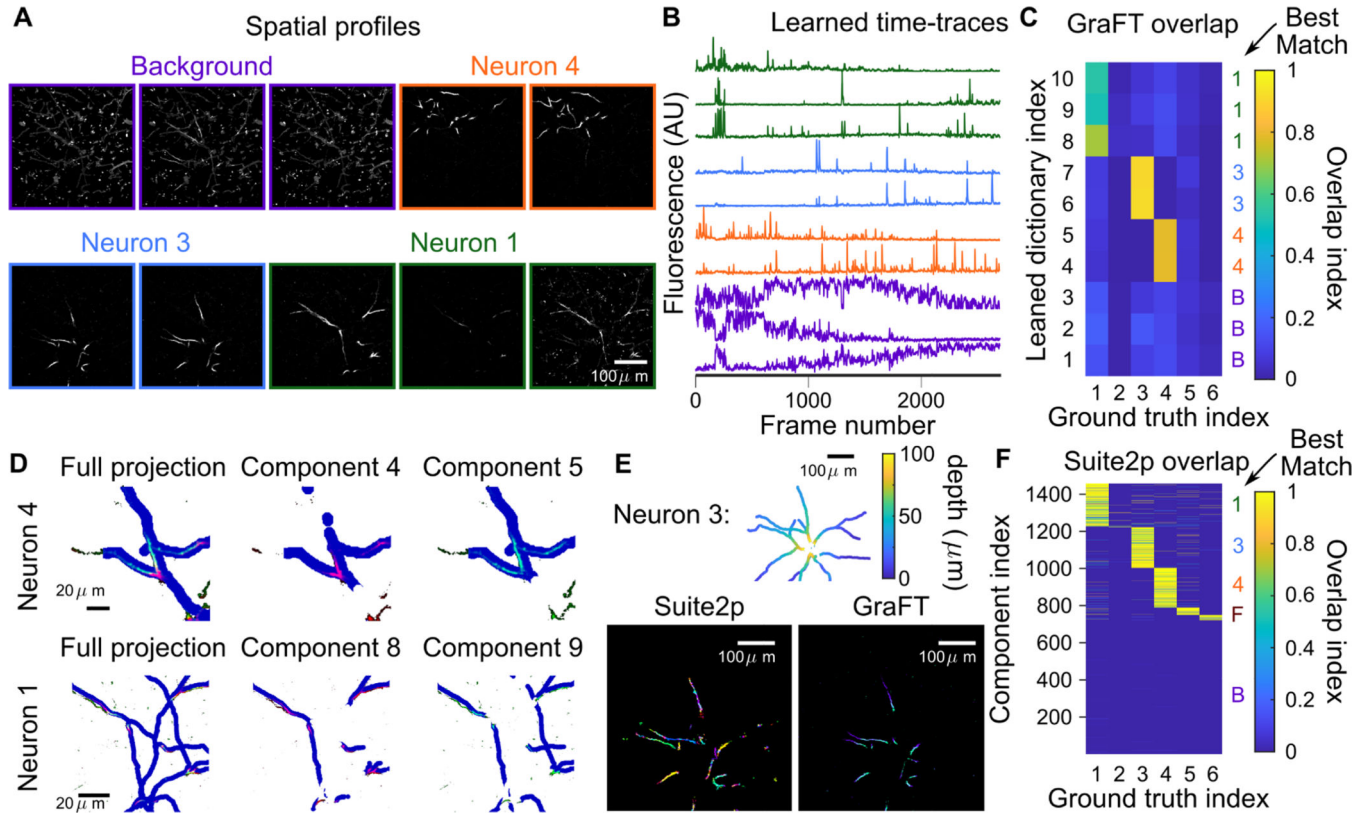 A
Spatial profiles
Background
Neuron 4
Neuron 3
Neuron 1
100 μ m
B
Learned time-traces
Fluorescence (AU)
0
1000
2000
Frame number
C
GraFT overlap
Best
Match
Leaned dictionary index
10
9
8
7
6
5
4
3
2
1
1
1
1
3
3
4
4
B
B
B
1 2 3 4 5 6
Ground truth index
1
0.8
0.6
0.4
0.2
0
Overlap index
D
Full projection
Component 4
Component 5
Neuron 4
20 μ m
Full projection
Component 8
Component 9
Neuron 1
20 μ m
E
100 μ m
Neuron 3:
100
50
0
depth (μm)
Suite2p
GraFT
100 μ m
100 μ m
F
Suite2p overlap
Best
Match
Component index
1400
1200
1000
800
600
400
200
1
3
4
F
B
1 2 3 4 5 6
Ground truth index
1
0.8
0.6
0.4
0.2
0
Overlap index